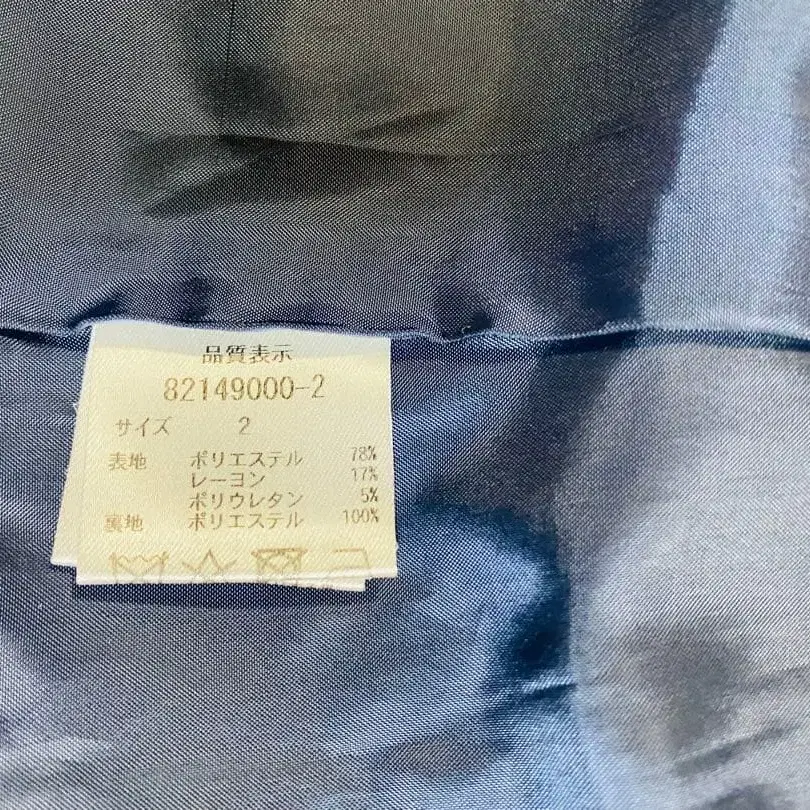 品質表示
82149000-2
サイズ 2
表地 ポリエステル 78%
レーヨン 17%
ポリウレタン 5%
裏地 ポリエステル 100%